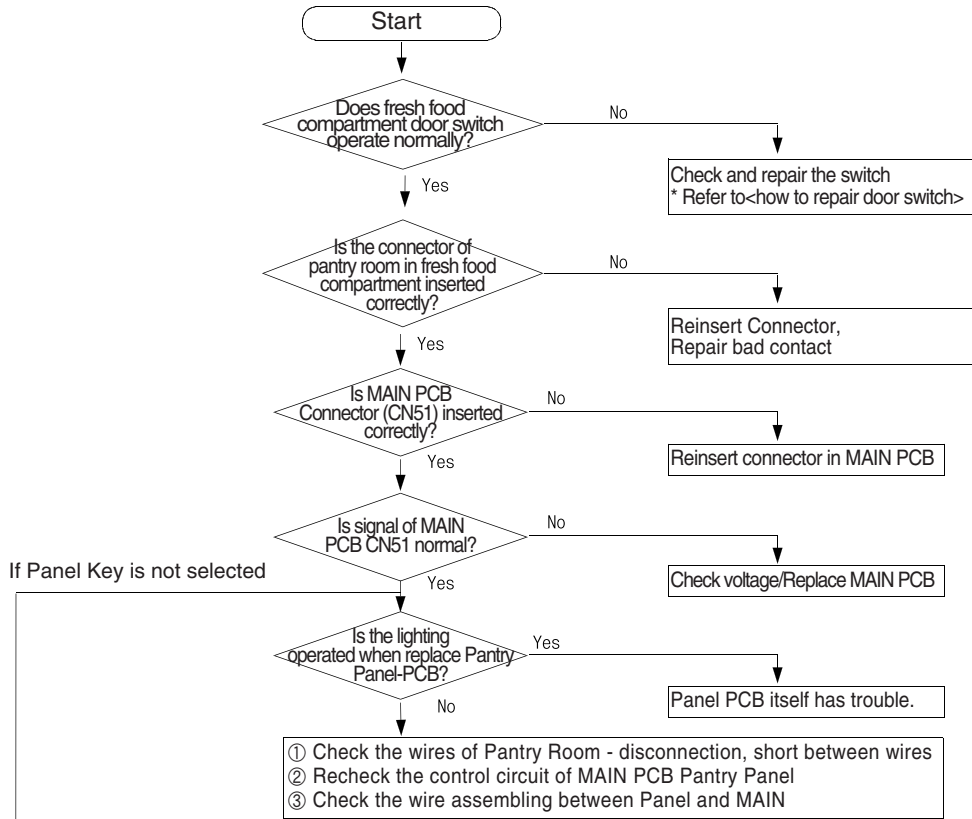 Start
Does fresh food
compartment door switch
operate normally?
No
Check and repair the switch
* Refer to<how to repair door switch>
Yes
Is the connector of
pantry room in fresh food
compartment inserted
correctly?
No
Reinsert Connector,
Repair bad contact
Yes
Is MAIN PCB
Connector (CN51) inserted
correctly?
No
Reinsert connector in MAIN PCB
Yes
Is signal of MAIN
PCB CN51 normal?
No
Check voltage/Replace MAIN PCB
If Panel Key is not selected
Yes
Is the lighting
operated when replace Pantry
Panel-PCB?
Yes
Panel PCB itself has trouble.
No
① Check the wires of Pantry Room - disconnection, short between wires
② Recheck the control circuit of MAIN PCB Pantry Panel
③ Check the wire assembling between Panel and MAIN